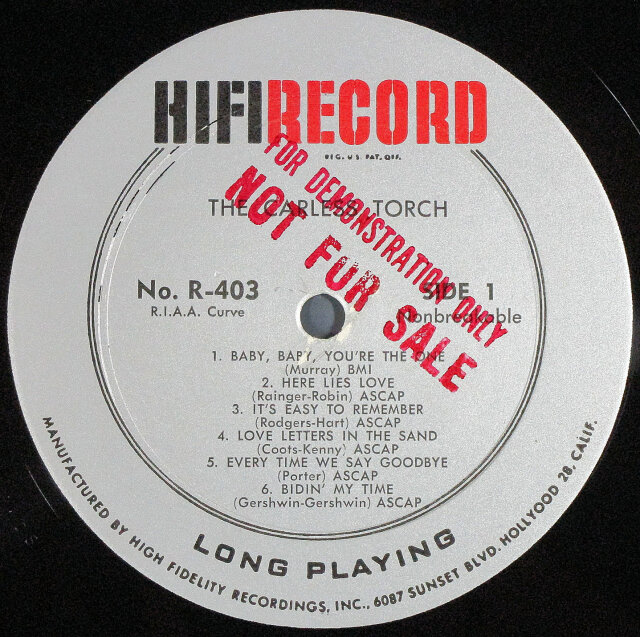 HIFIRECORD
REG. U.S. PAT. OFF.
FOR DEMONSTRATION ONLY
NOT FUR SALE
THE CARLESS TORCH
No. R-403
R.I.A.A. Curve
SIDE 1
Nonbreakable
1. BABY, BABY, YOU'RE THE ONE
(Murray) BMI
2. HERE LIES LOVE
(Rainger-Robin) ASCAP
3. IT'S EASY TO REMEMBER
(Rodgers-Hart) ASCAP
4. LOVE LETTERS IN THE SAND
(Coots-Kenny) ASCAP
5. EVERY TIME WE SAY GOODBYE
(Porter) ASCAP
6. BIDIN' MY TIME
(Gershwin-Gershwin) ASCAP
LONG PLAYING
MANUFACTURED BY HIGH FIDELITY RECORDINGS, INC., 6087 SUNSET BLVD. HOLLYOOD 28, CALIF.